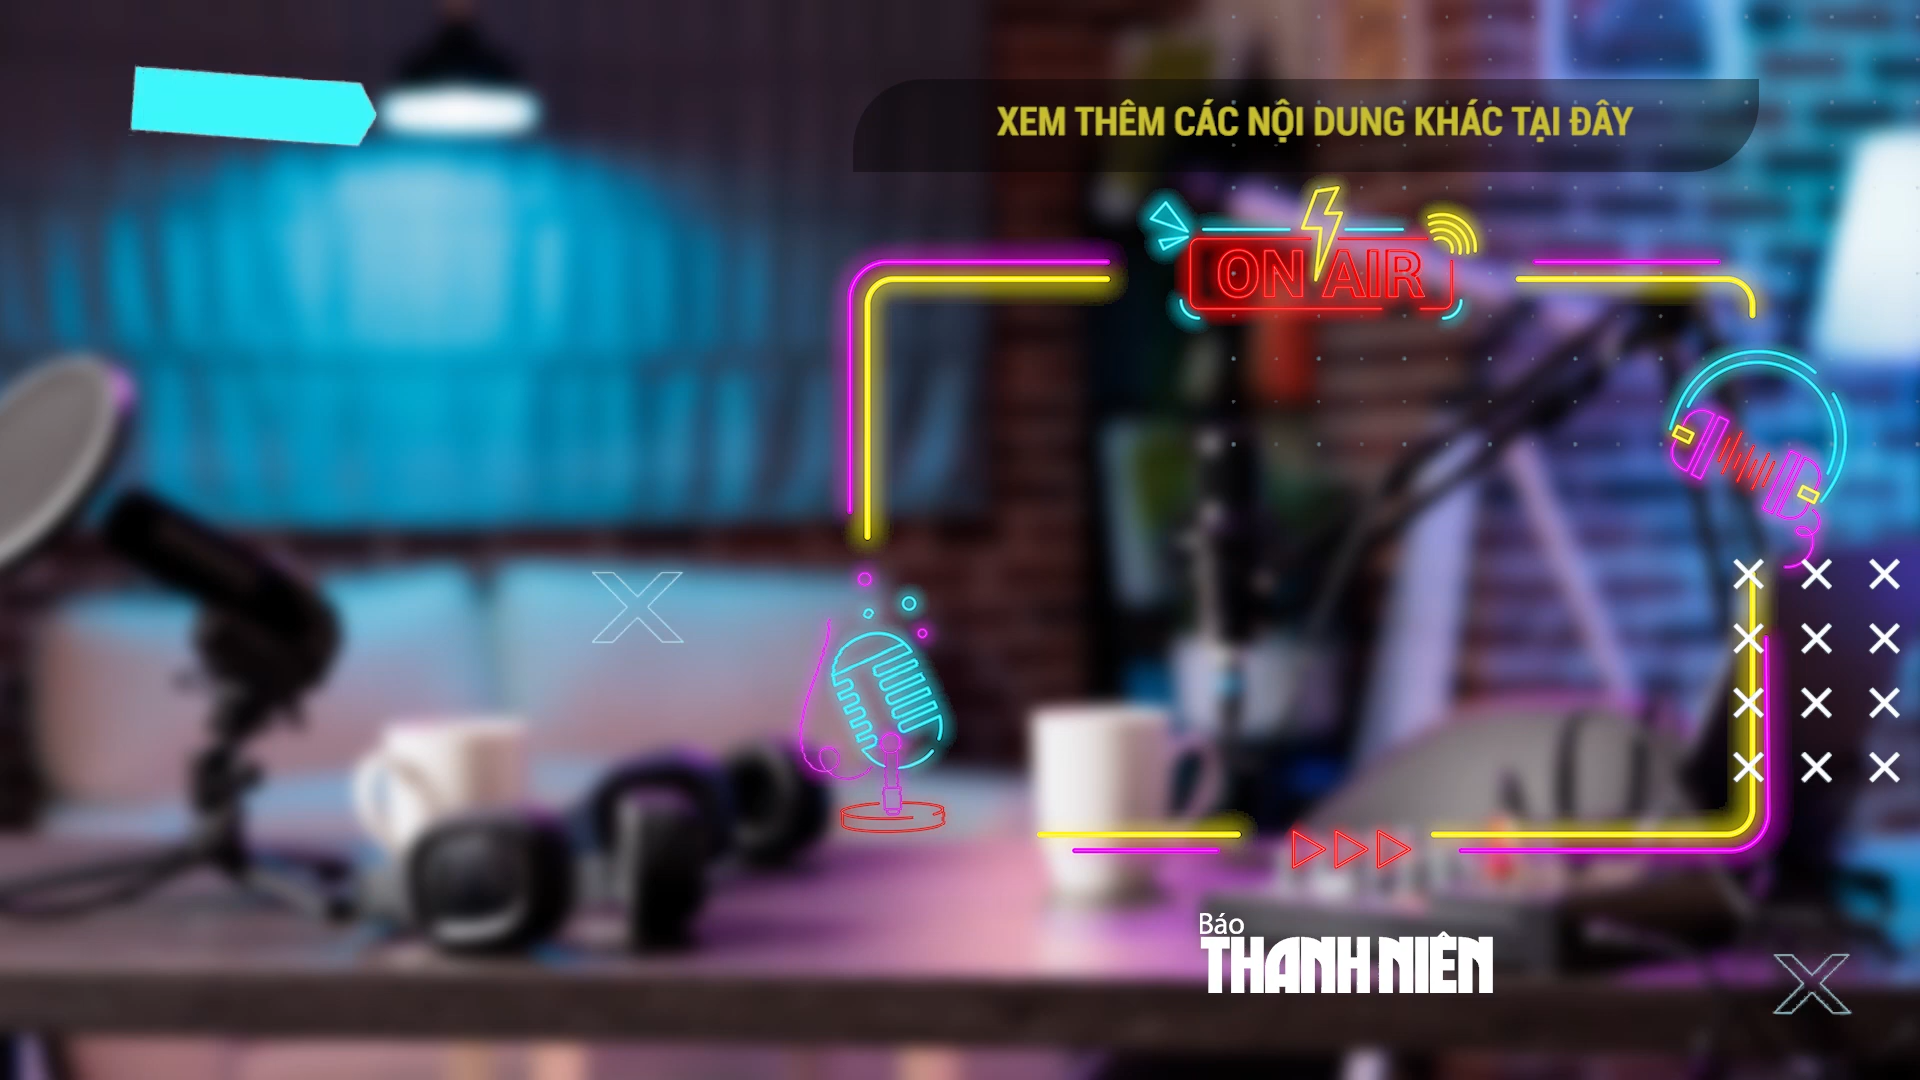 XEM THÊM CÁC NỘI DUNG KHÁC TẠI ĐÂY
ON AIR
Báo
THANH NIÊN